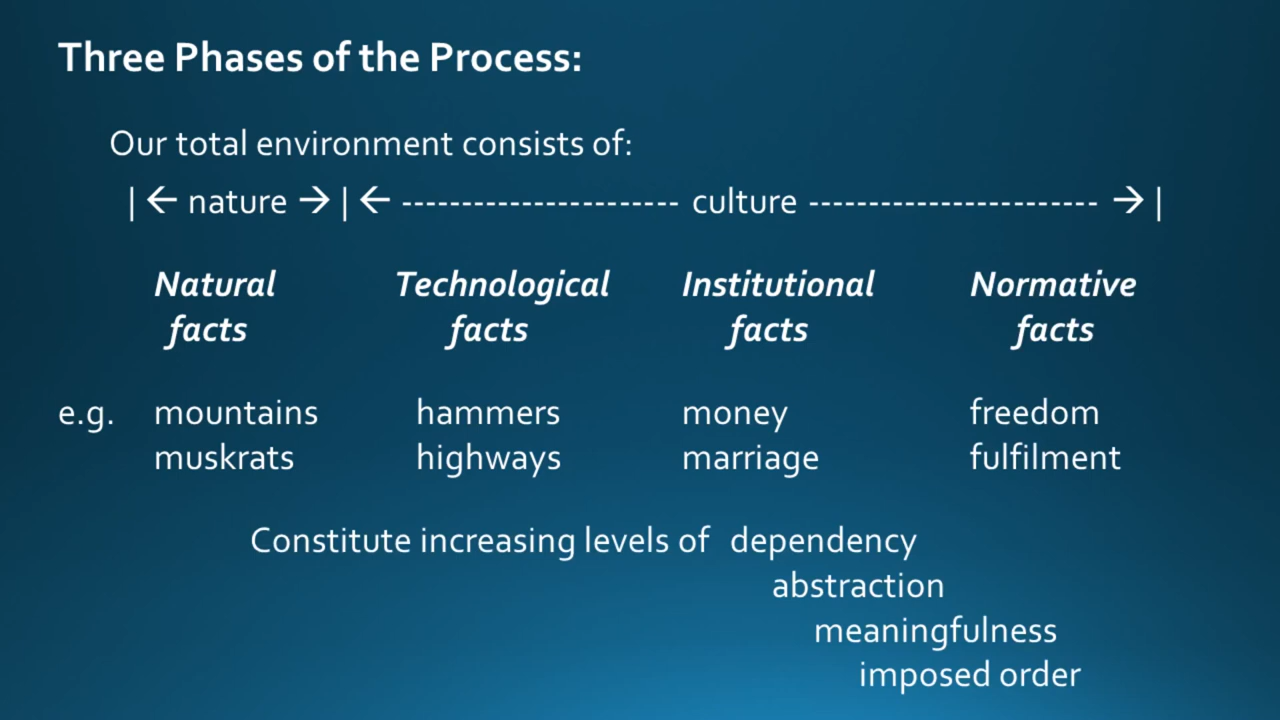 Three Phases of the Process:
Our total environment consists of:
| ← nature → | ← ----------------------- culture ------------------------ → |
Natural Technological Institutional Normative
facts facts facts facts
e.g. mountains hammers money freedom
muskrats highways marriage fulfilment
Constitute increasing levels of dependency
abstraction
meaningfulness
imposed order